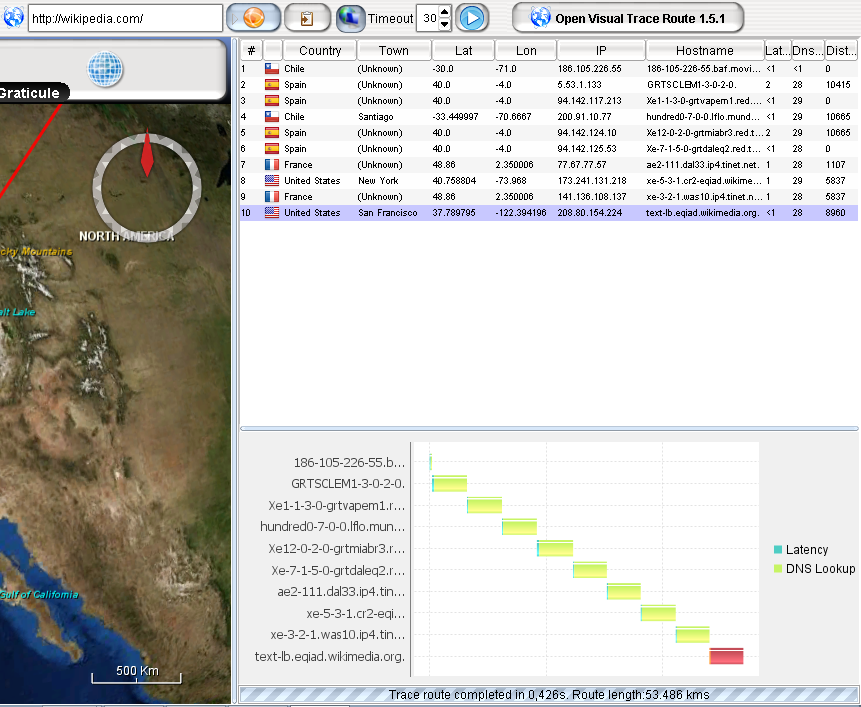 http://wikipedia.com/ Timeout 30 Open Visual Trace Route 1.5.1
Graticule
NORTH AMERICA
cky Mountains
alt Lake
Gulf of California
500 Km
# Country Town Lat Lon IP Hostname Lat... Dns... Dist...
1 Chile (Unknown) -30.0 -71.0 186.105.226.55 186-105-226-55.baf.movi... <1 <1 0
2 Spain (Unknown) 40.0 -4.0 5.53.1.133 GRTSCLEM1-3-0-2-0. 2 28 10415
3 Spain (Unknown) 40.0 -4.0 94.142.117.213 Xe1-1-3-0-grtvapem1.red.... <1 29 0
4 Chile Santiago -33.449997 -70.6667 200.91.10.77 hundred0-7-0-0.lflo.mund... <1 29 10665
5 Spain (Unknown) 40.0 -4.0 94.142.124.10 Xe12-0-2-0-grtmiabr3.red.t... 2 29 10665
6 Spain (Unknown) 40.0 -4.0 94.142.125.53 Xe-7-1-5-0-grtdaleq2.red.t... <1 28 0
7 France (Unknown) 48.86 2.350006 77.67.77.57 ae2-111.dal33.ip4.tinet.net. 1 28 1107
8 United States New York 40.758804 -73.968 173.241.131.218 xe-5-3-1.cr2-eqiad.wikime... 1 29 5837
9 France (Unknown) 48.86 2.350006 141.136.108.137 xe-3-2-1.was10.ip4.tinet.n... 1 29 5837
10 United States San Francisco 37.789795 -122.394196 208.80.154.224 text-lb.eqiad.wikimedia.org. <1 28 8960
186-105-226-55.b...
GRTSCLEM1-3-0-2-0.
Xe1-1-3-0-grtvapem1.r...
hundred0-7-0-0.lflo.mun...
Xe12-0-2-0-grtmiabr3.r...
Xe-7-1-5-0-grtdaleq2.r...
ae2-111.dal33.ip4.tin...
xe-5-3-1.cr2-eqi...
xe-3-2-1.was10.ip4.tin...
text-lb.eqiad.wikimedia.org.
Latency
DNS Lookup
Trace route completed in 0,426s. Route length:53.486 kms